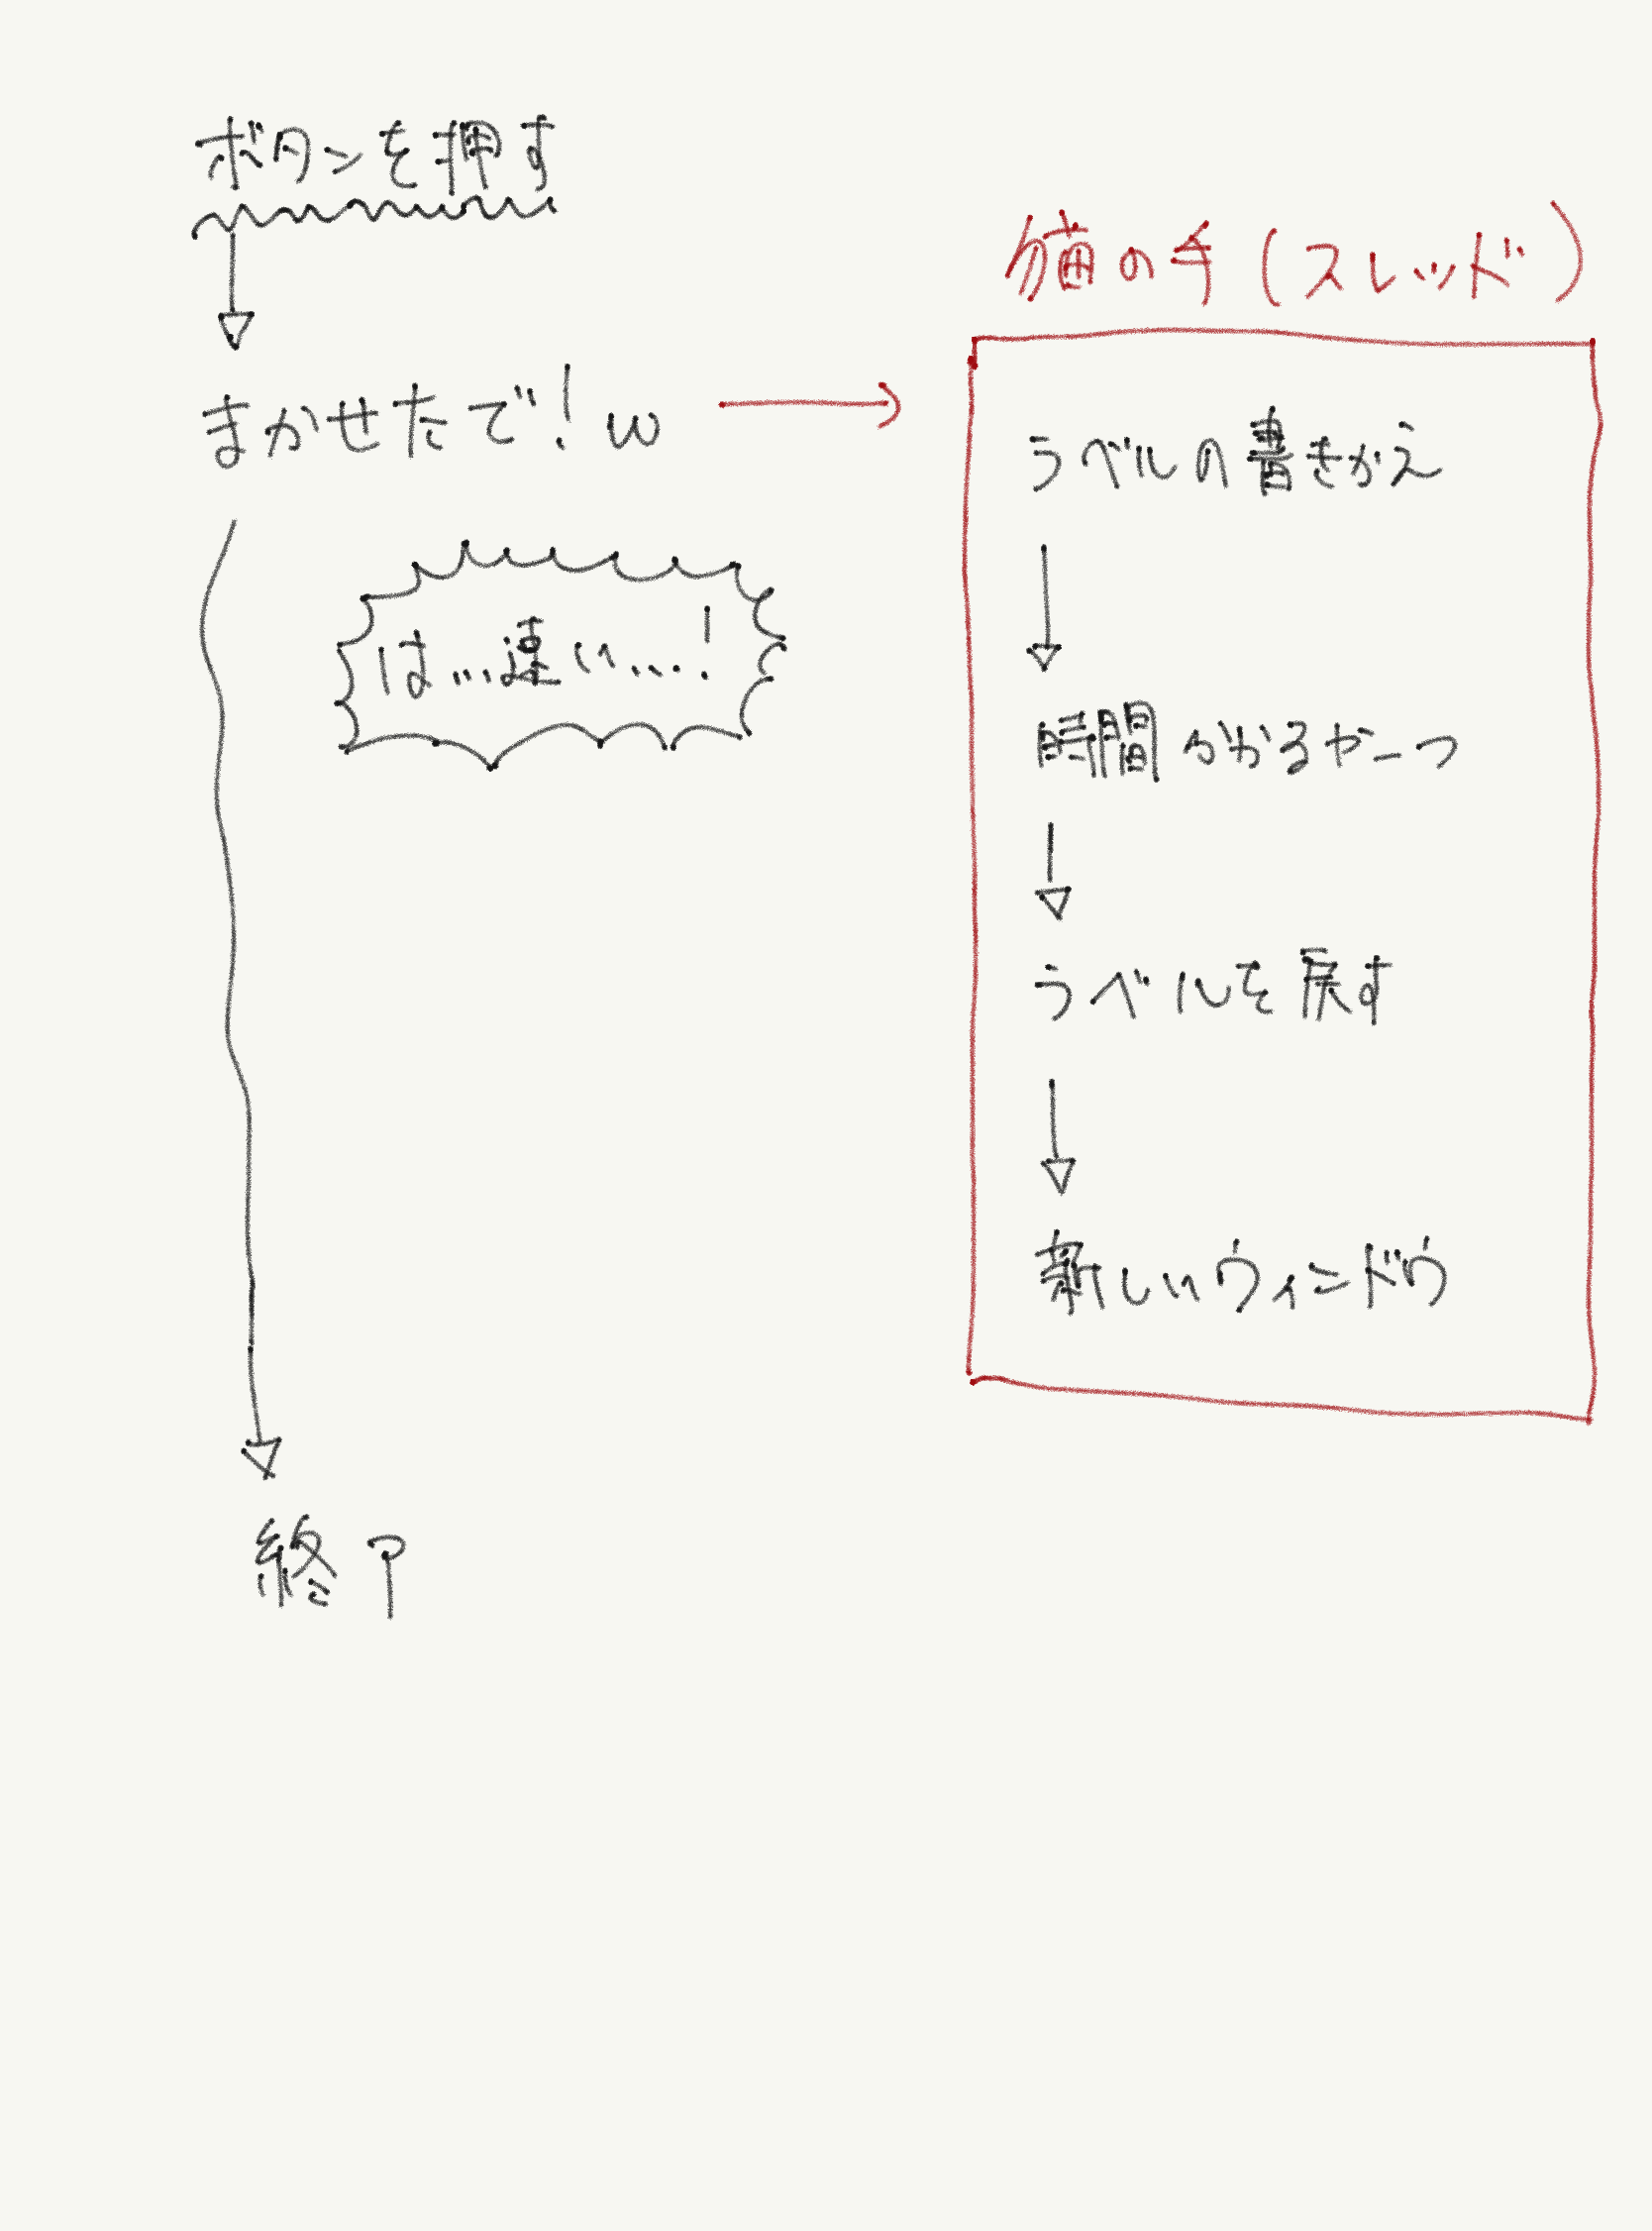 ボタンを押す
まかせたで!w
は...速い...!
終了
猫の手(スレッド)
ラベルの書きかえ
時間かかるやーつ
ラベルを戻す
新しいウィンドウ